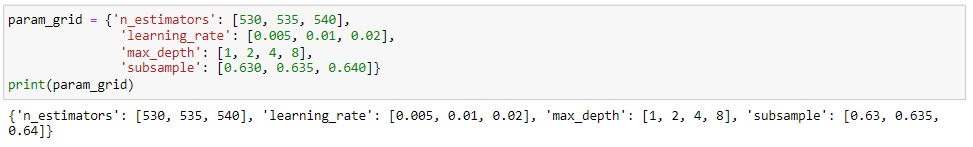 param_grid = {'n_estimators': [530, 535, 540],
'learning_rate': [0.005, 0.01, 0.02],
'max_depth': [1, 2, 4, 8],
'subsample': [0.630, 0.635, 0.640]}
print(param_grid)
{'n_estimators': [530, 535, 540], 'learning_rate': [0.005, 0.01, 0.02], 'max_depth': [1, 2, 4, 8], 'subsample': [0.63, 0.635,
0.64]}